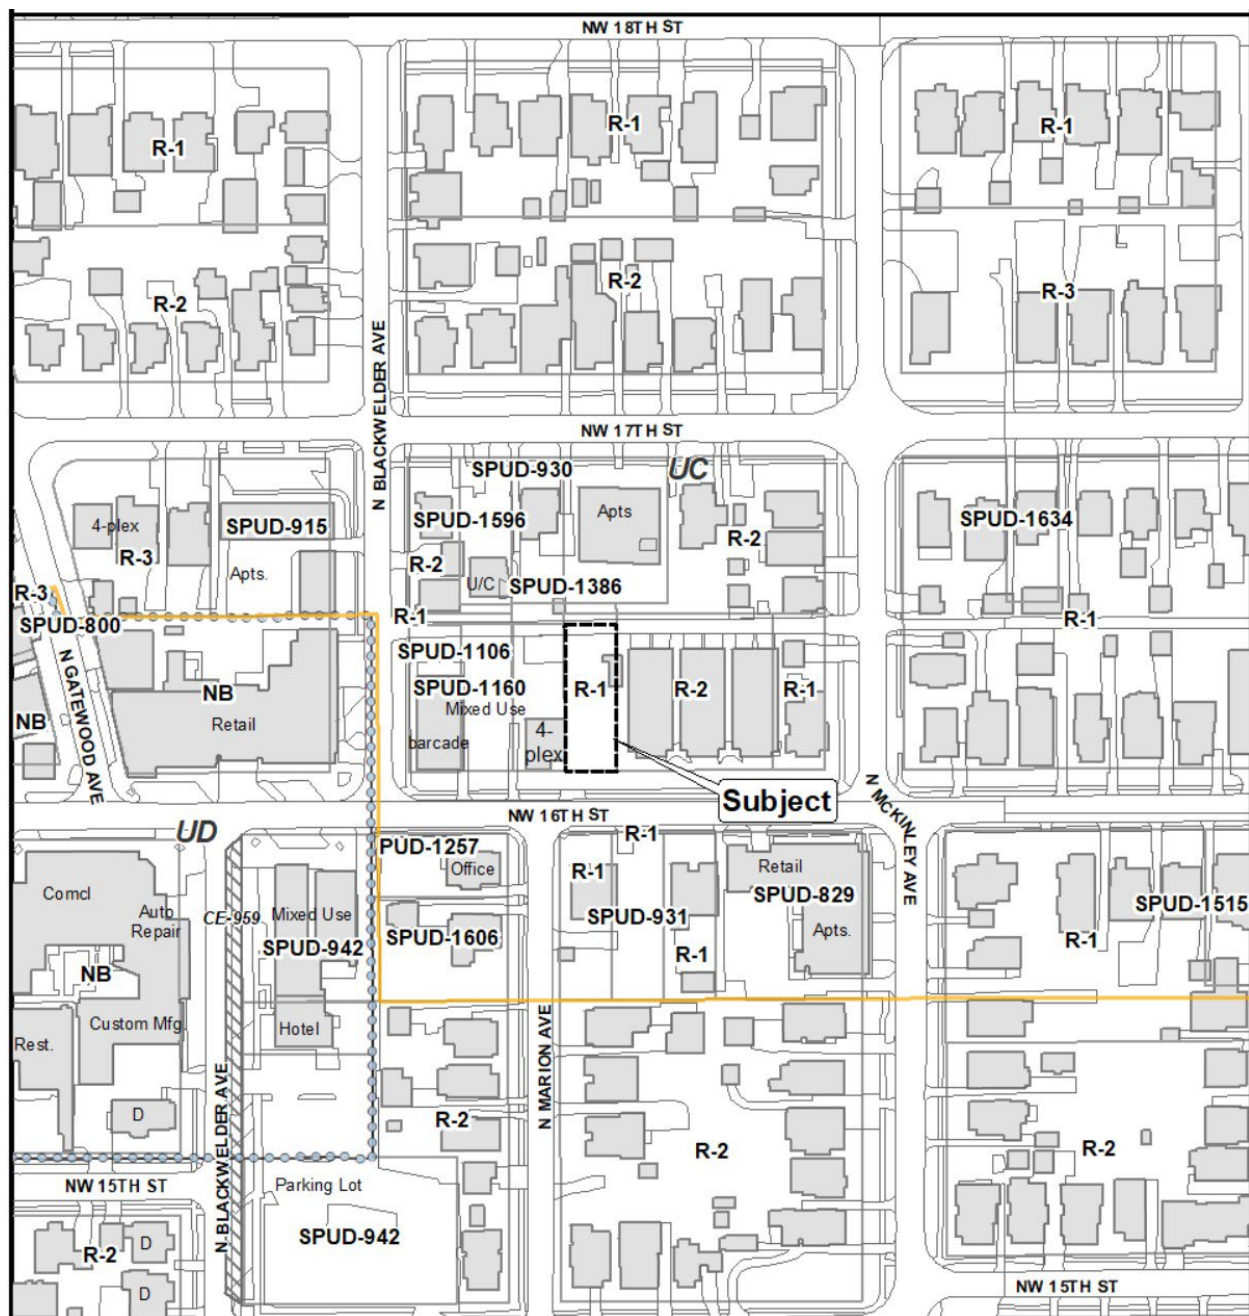 NW 18TH ST
R-1
R-1
R-1
R-2
R-2
R-3
N BLACKWELDER AVE
NW 17TH ST
SPUD-930
UC
4-plex
SPUD-915
SPUD-1596
Apts
SPUD-1634
R-3
Apts.
R-2
R-2
U/C
SPUD-1386
R-3
SPUD-800
R-1
R-1
N GATEWOOD AVE
SPUD-1106
SPUD-1160
NB
NB
Retail
Mixed Use
barcade
4-
plex
R-1
R-2
R-1
Subject
N MCKINLEY AVE
NW 16TH ST
UD
PUD-1257
Office
R-1
R-1
Retail
SPUD-829
Apts.
Comcl
Auto
Repair
CE-959
Mixed Use
SPUD-942
SPUD-1606
SPUD-931
R-1
SPUD-1515
R-1
NB
Custom Mfg
Rest.
Hotel
N MARION AVE
D
N BLACKWELDER AVE
R-2
R-2
R-2
NW 15TH ST
Parking Lot
SPUD-942
R-2
D
D
NW 15TH ST